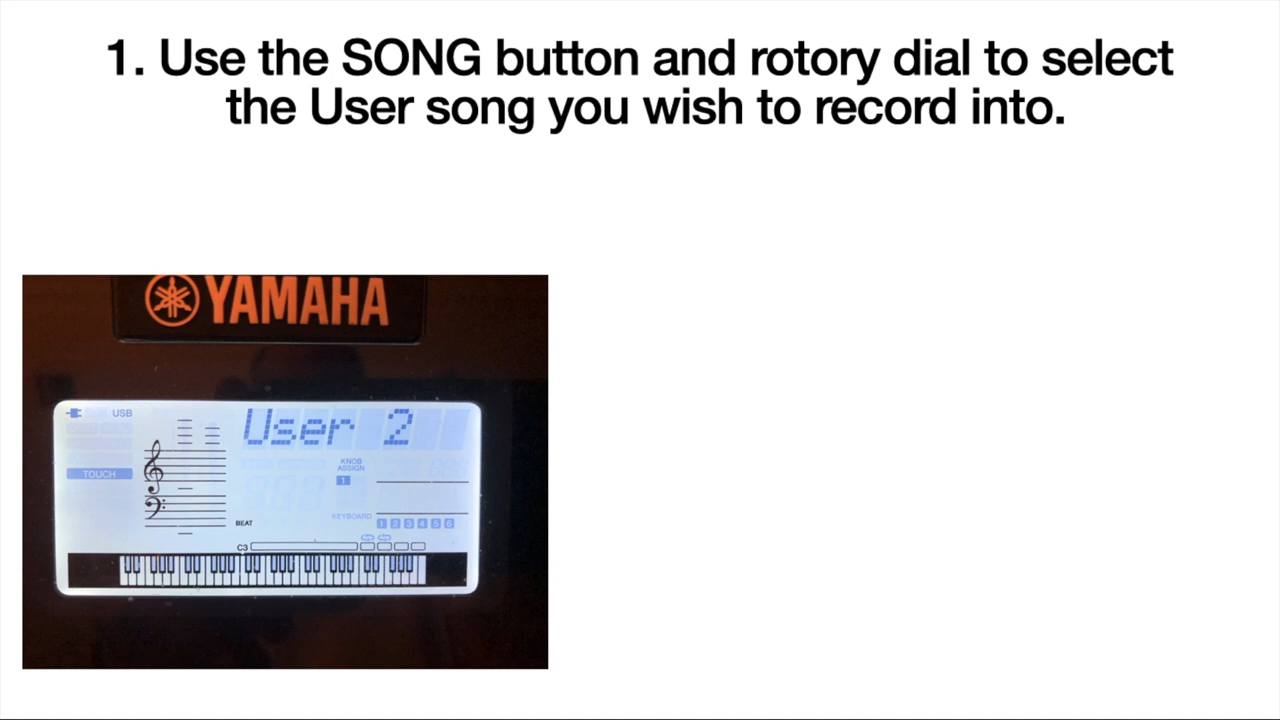 1. Use the SONG button and rotory dial to select
the User song you wish to record into.
YAMAHA
USB
User 2
TOUCH
KNOB
ASSIGN
1
KEYBOARD
1 2 3 4 5 6
BEAT
C3